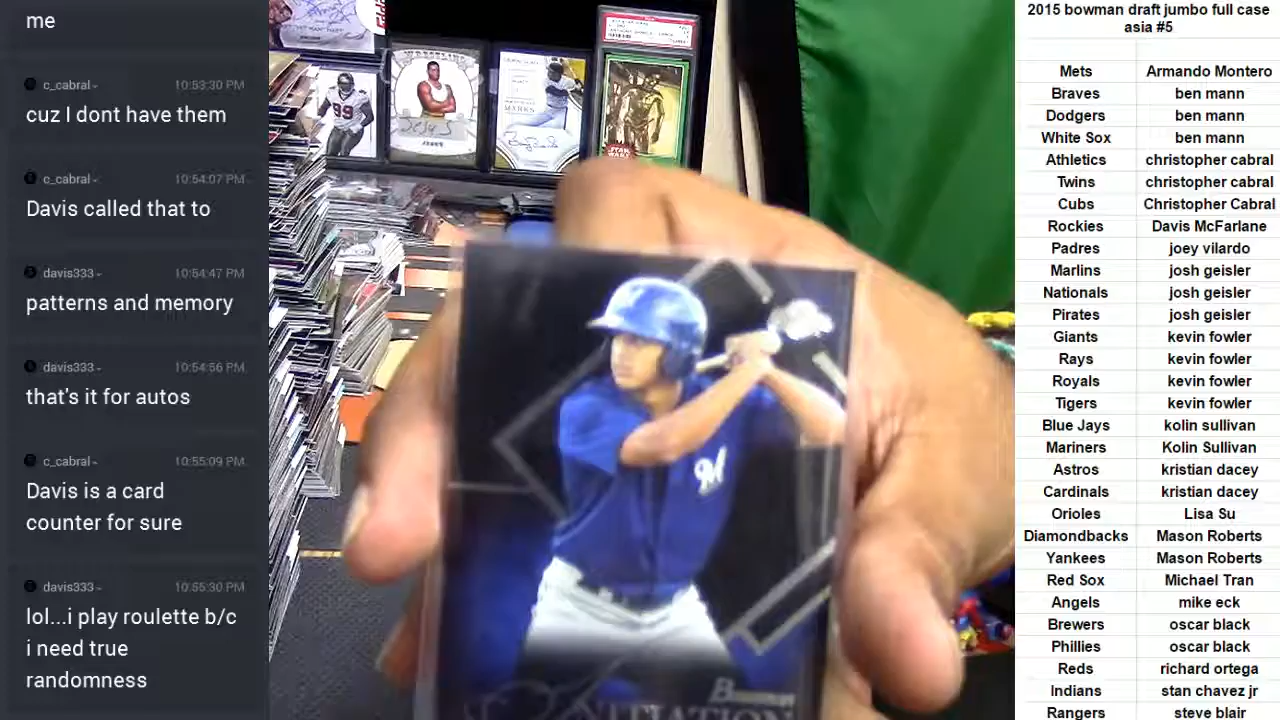 me
c_cabral
10:53:30 PM
cuz I dont have them
c_cabral
10:54:07 PM
Davis called that to
davis333
10:54:47 PM
patterns and memory
davis333
10:54:56 PM
that's it for autos
c_cabral
10:55:09 PM
Davis is a card
counter for sure
davis333
10:55:30 PM
lol...i play roulette b/c
i need true
randomness
99
STAR
WARS
M
Bowman
2015 bowman draft jumbo full case
asia #5
Mets Armando Montero
Braves ben mann
Dodgers ben mann
White Sox ben mann
Athletics christopher cabral
Twins christopher cabral
Cubs Christopher Cabral
Rockies Davis McFarlane
Padres joey vilardo
Marlins josh geisler
Nationals josh geisler
Pirates josh geisler
Giants kevin fowler
Rays kevin fowler
Royals kevin fowler
Tigers kevin fowler
Blue Jays kolin sullivan
Mariners Kolin Sullivan
Astros kristian dacey
Cardinals kristian dacey
Orioles Lisa Su
Diamondbacks Mason Roberts
Yankees Mason Roberts
Red Sox Michael Tran
Angels mike eck
Brewers oscar black
Phillies oscar black
Reds richard ortega
Indians stan chavez jr
Rangers steve blair